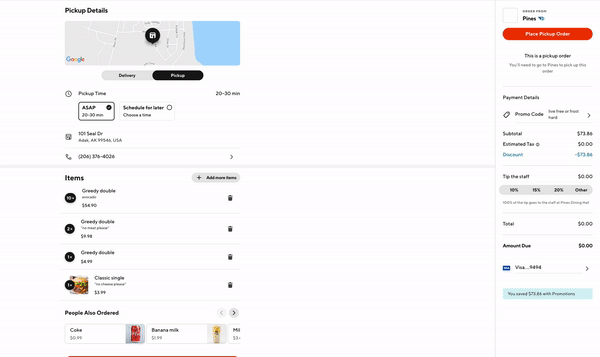 Pickup Details
Google
Delivery
Pickup
Pickup Time
20-30 min
ASAP
20-30 min
Schedule for later
Choose a time
101 Seal Dr
Adak, AK 99546, USA
(206) 376-4026
Items
+ Add more items
10×
Greedy double
avocado
$54.90
2×
Greedy double
"no meat please"
$9.98
1×
Greedy double
$4.99
1×
Classic single
"no cheese please"
$3.99
People Also Ordered
Coke
$0.99
Banana milk
$1.99
Mil
ORDER FROM
Pines
Place Pickup Order
This is a pickup order
You'll need to go to Pines to pick up this
order
Payment Details
Promo Code
live free or frost
hard
Subtotal
$73.86
Estimated Tax
$0.00
Discount
-$73.86
Tip the staff
$0.00
10%
15%
20%
Other
100% of the tip goes to the staff at Pines Dining Hall
Total
$0.00
Amount Due
$0.00
VISA
Visa...9494
You saved $73.86 with Promotions